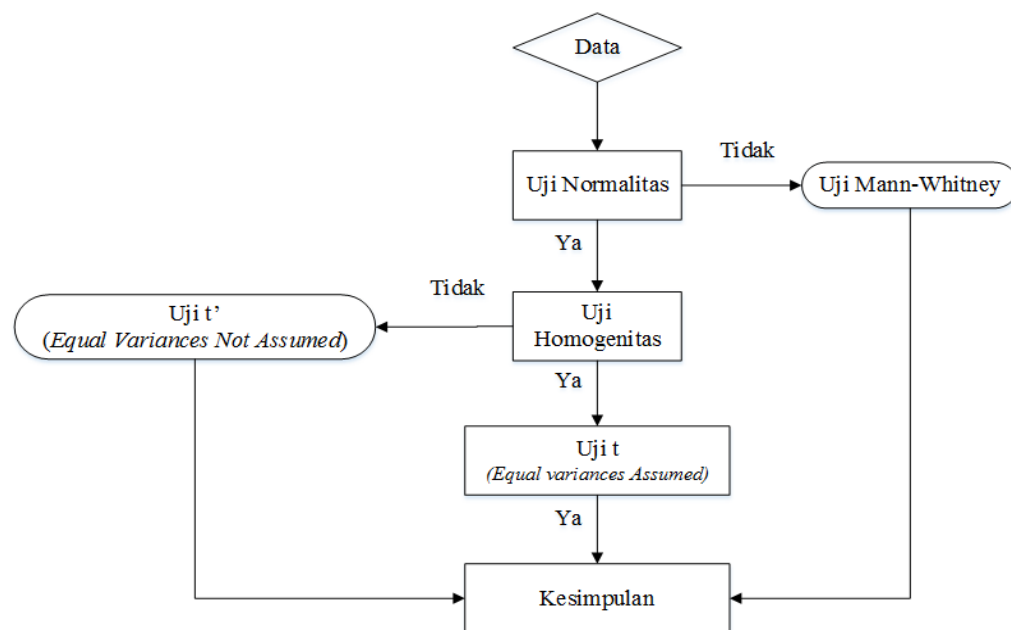 Data
Tidak
Uji Normalitas
Uji Mann-Whitney
Ya
Tidak
Uji t’
(Equal Variances Not Assumed)
Uji
Homogenitas
Ya
Uji t
(Equal variances Assumed)
Ya
Kesimpulan